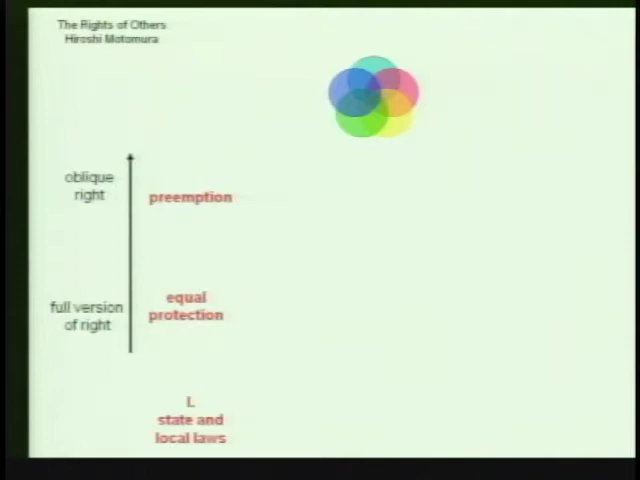 The Rights of Others
Hiroshi Motomura
oblique
right
preemption
full version
of right
equal
protection
I.
state and
local laws